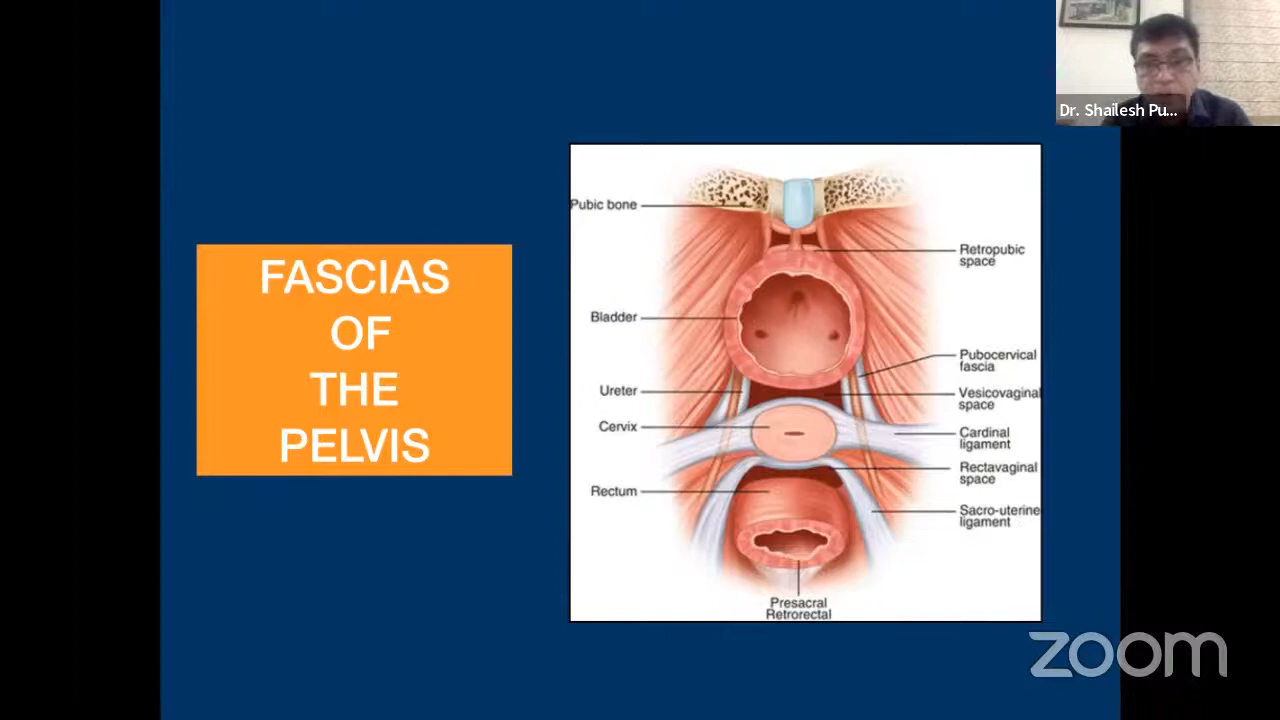 Dr. Shailesh Pu...
FASCIAS
OF
THE
PELVIS
Pubic bone
Retropubic
space
Bladder
Pubocervical
fascia
Ureter
Vesicovaginal
space
Cervix
Cardinal
ligament
Rectavaginal
space
Rectum
Sacro-uterine
ligament
Presacral
Retrorectal
zoom